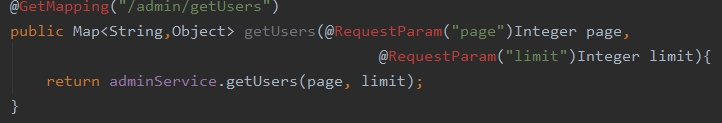 @GetMapping("/admin/getUsers")
public Map<String,Object> getUsers(@RequestParam("page")Integer page,
@RequestParam("limit")Integer limit){
return adminService.getUsers(page, limit);
}